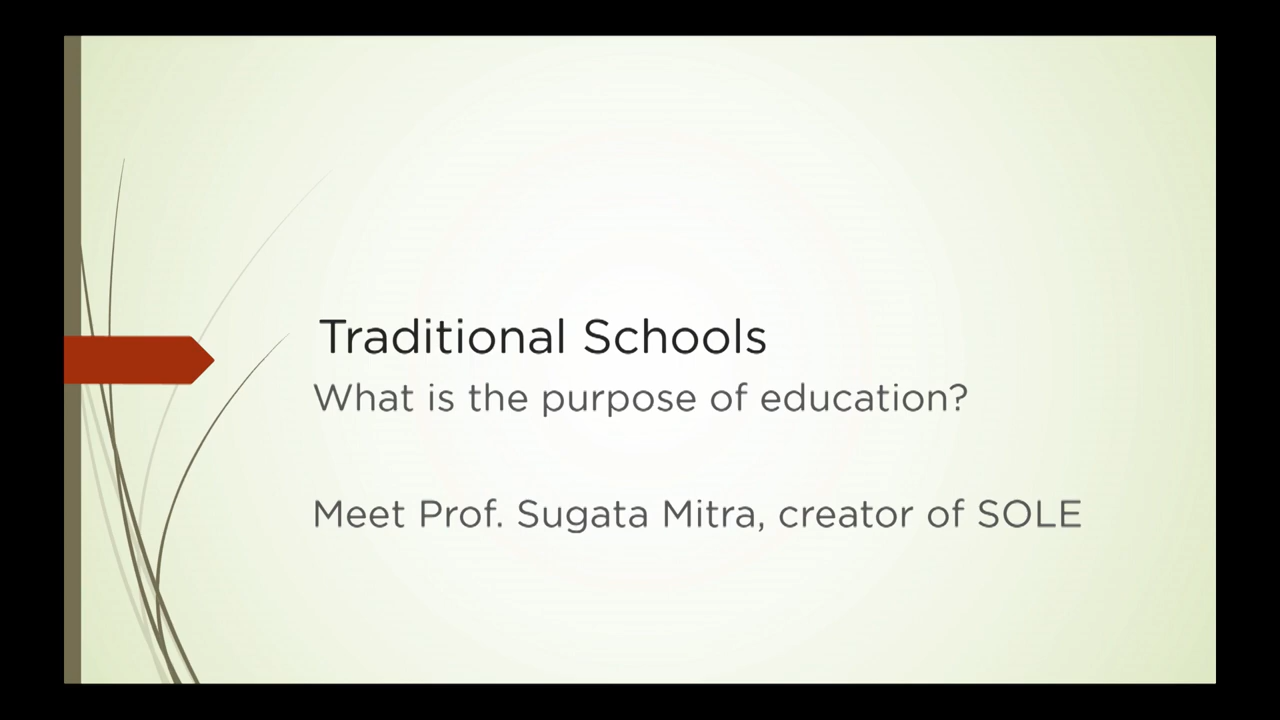 Traditional Schools
What is the purpose of education?
Meet Prof. Sugata Mitra, creator of SOLE